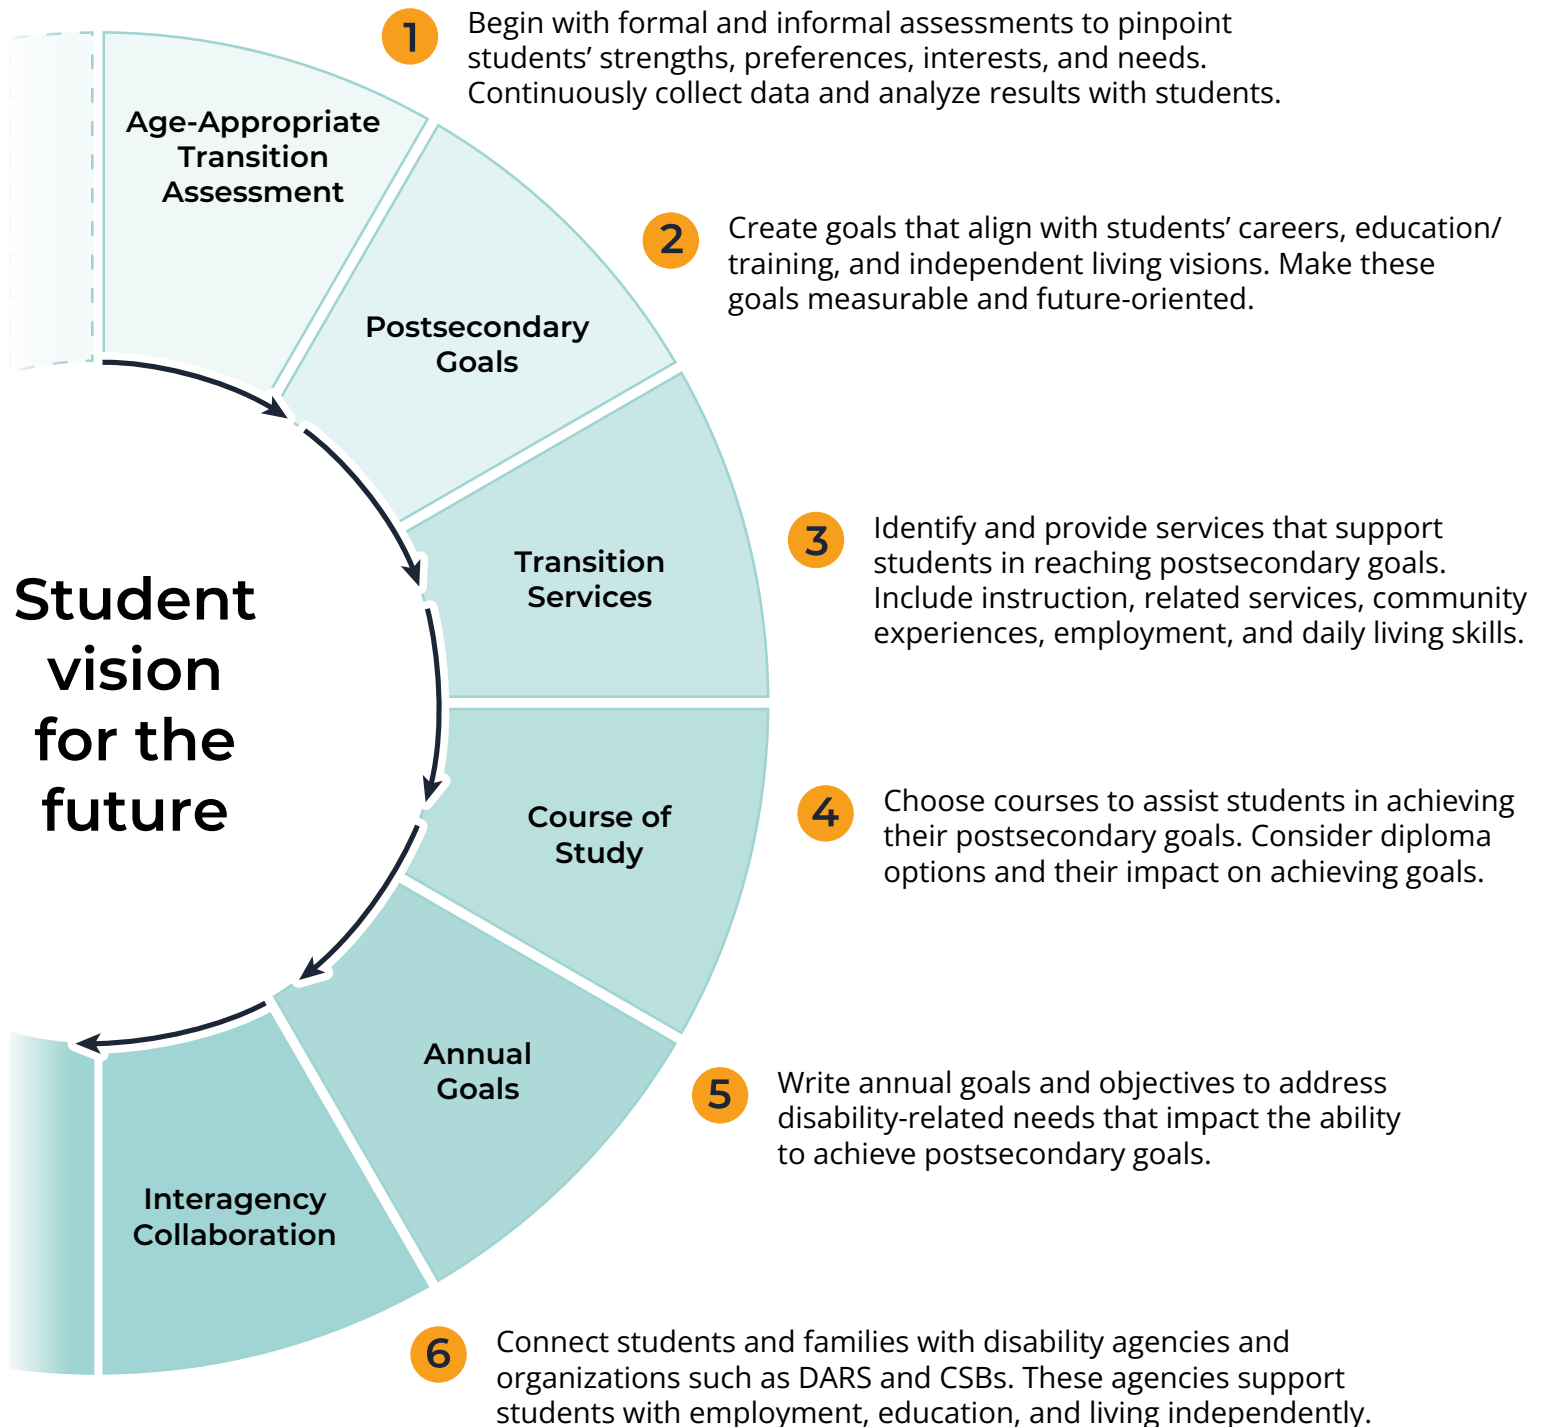 1
Begin with formal and informal assessments to pinpoint
students’ strengths, preferences, interests, and needs.
Continuously collect data and analyze results with students.
Age-Appropriate
Transition
Assessment
2
Create goals that align with students’ careers, education/
training, and independent living visions. Make these
goals measurable and future-oriented.
Postsecondary
Goals
3
Identify and provide services that support
students in reaching postsecondary goals.
Include instruction, related services, community
experiences, employment, and daily living skills.
Transition
Services
Student
vision
for the
future
4
Choose courses to assist students in achieving
their postsecondary goals. Consider diploma
options and their impact on achieving goals.
Course of
Study
5
Write annual goals and objectives to address
disability-related needs that impact the ability
to achieve postsecondary goals.
Annual
Goals
Interagency
Collaboration
6
Connect students and families with disability agencies and
organizations such as DARS and CSBs. These agencies support
students with employment, education, and living independently.